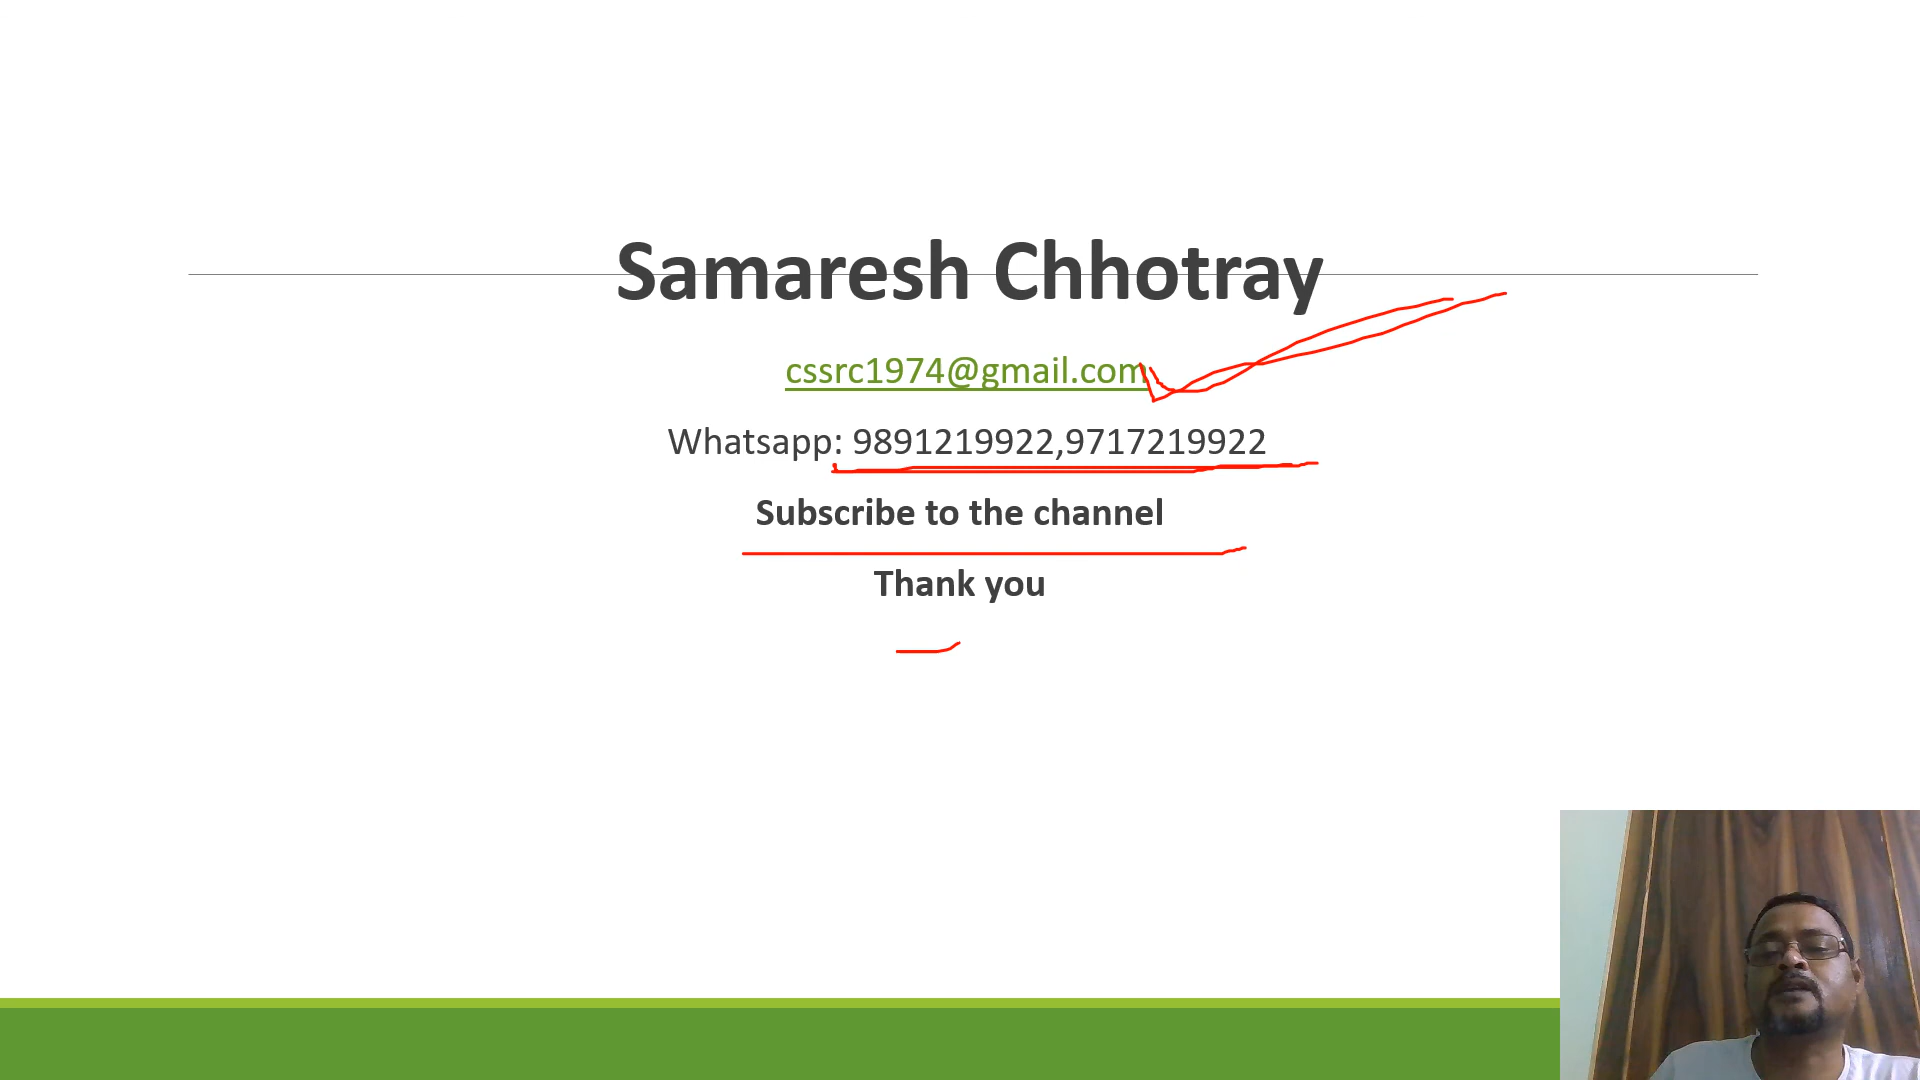 Samaresh Chhotray
cssrc1974@gmail.com
Whatsapp: 9891219922,9717219922
Subscribe to the channel
Thank you